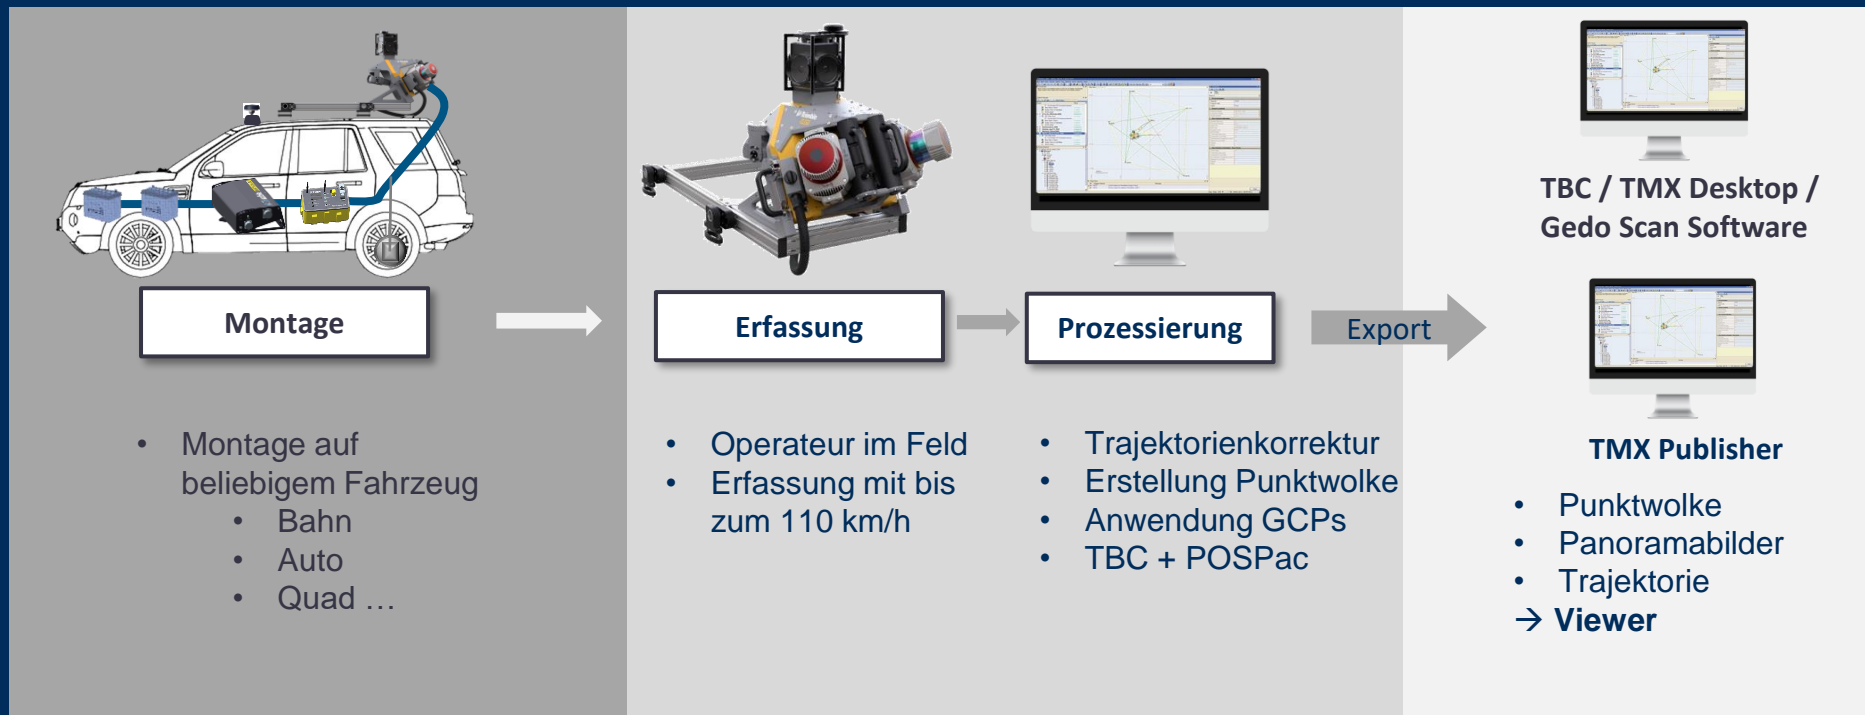 Montage
• Montage auf
beliebigem Fahrzeug
• Bahn
• Auto
• Quad …
Erfassung
• Operateur im Feld
• Erfassung mit bis
zum 110 km/h
Prozessierung
• Trajektorienkorrektur
• Erstellung Punktwolke
• Anwendung GCPs
• TBC + POSPac
Export
TBC / TMX Desktop /
Gedo Scan Software
TMX Publisher
• Punktwolke
• Panoramabilder
• Trajektorie
→ Viewer